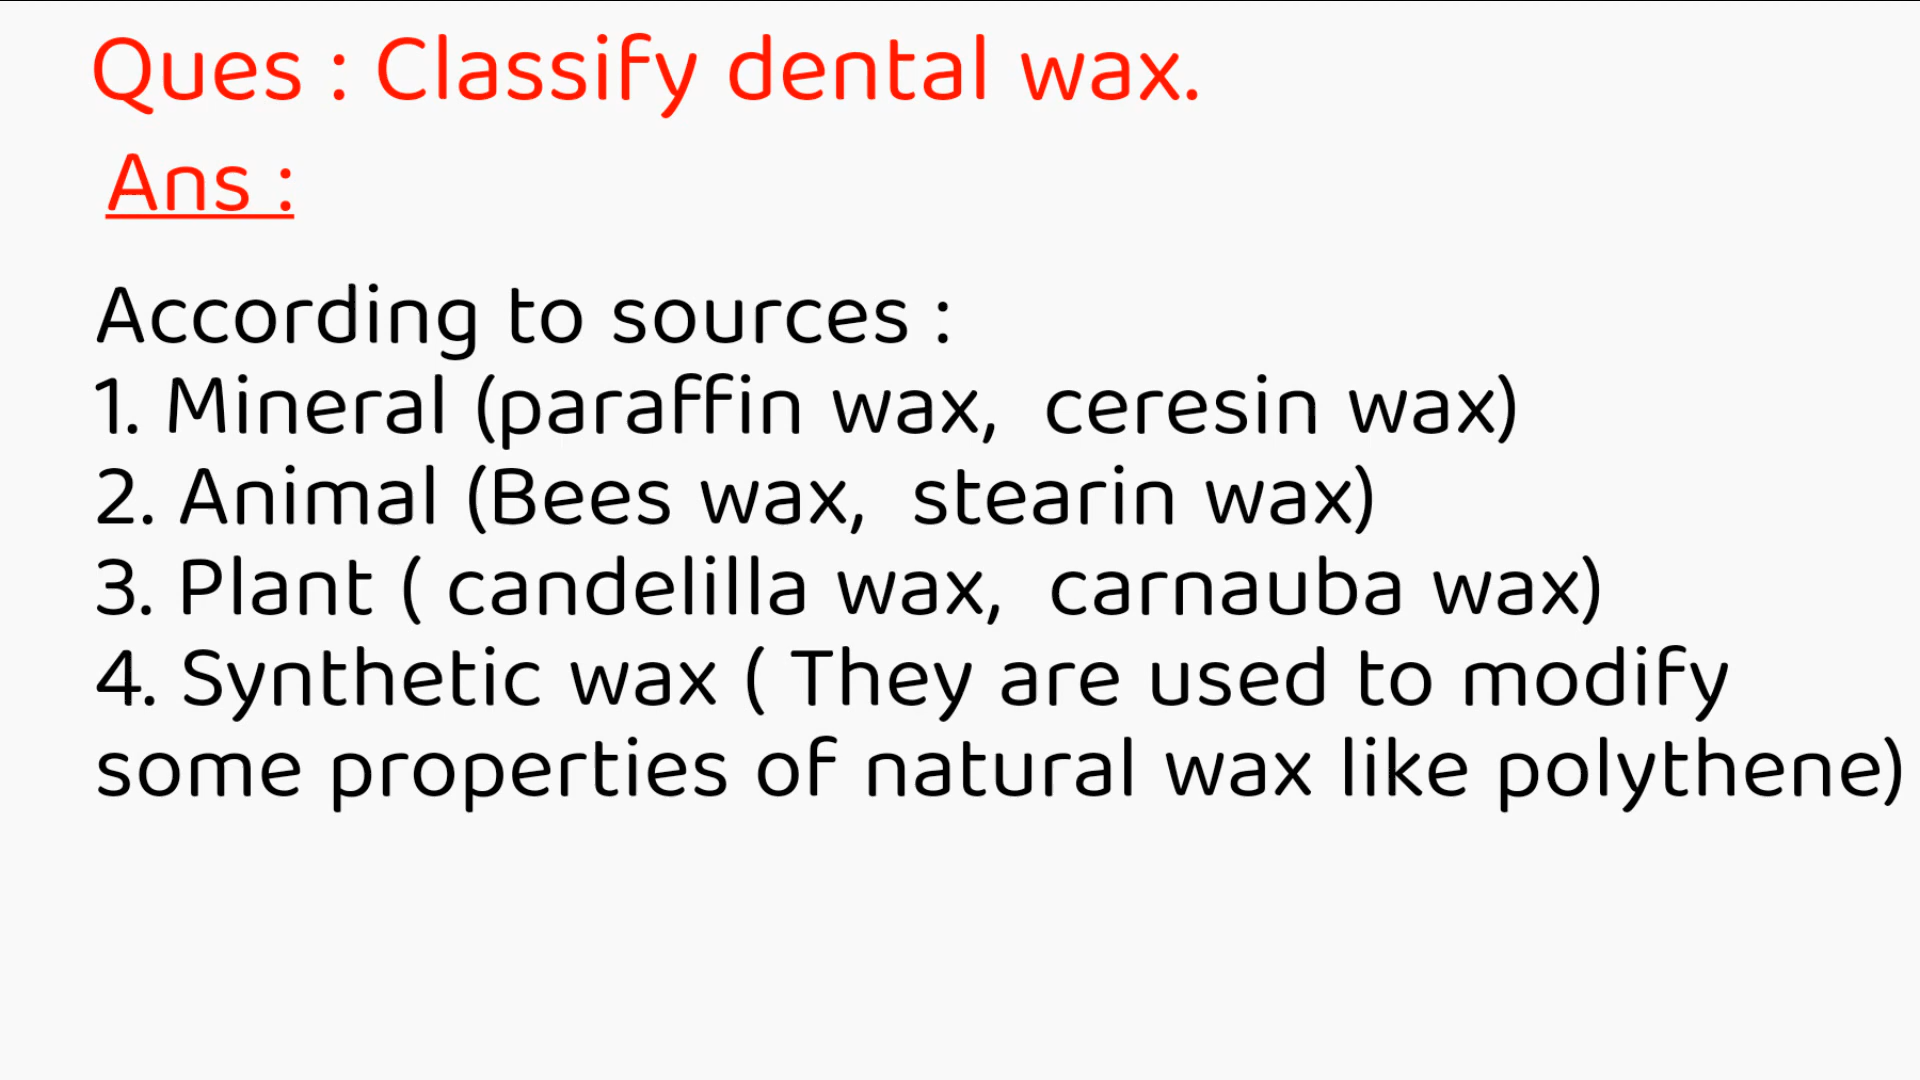 Ques : Classify dental wax.
Ans :
According to sources :
1. Mineral (paraffin wax,  ceresin wax)
2. Animal (Bees wax,  stearin wax)
3. Plant ( candelilla wax,  carnauba wax)
4. Synthetic wax ( They are used to modify
some properties of natural wax like polythene)